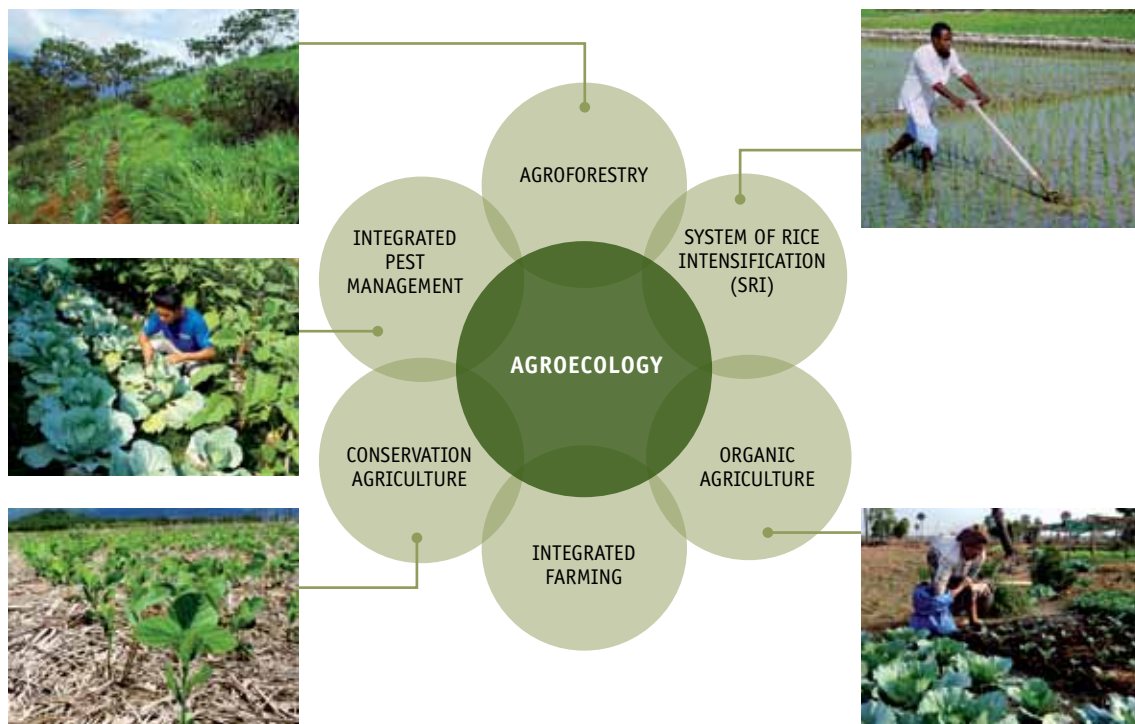 AGROFORESTRY
INTEGRATED
PEST
MANAGEMENT
SYSTEM OF RICE
INTENSIFICATION
(SRI)
AGROECOLOGY
CONSERVATION
AGRICULTURE
ORGANIC
AGRICULTURE
INTEGRATED
FARMING